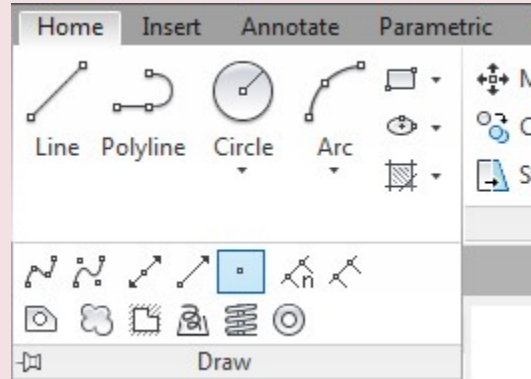 Home Insert Annotate Parametric
Line Polyline Circle Arc
M
C
S
n
Draw